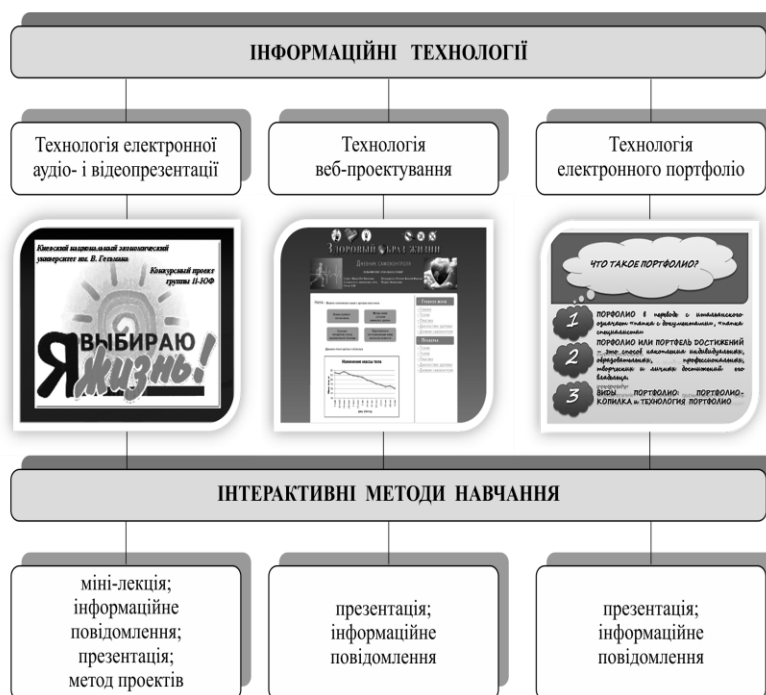 ІНФОРМАЦІЙНІ ТЕХНОЛОГІЇ
Технологія електронної
аудіо- і відеопрезентації
Технологія
веб-проектування
Технологія
електронного портфоліо
Киевский национальный экономический
университет им. В. Гетьмана
Конкурсный проект
группы
Я ВЫБИРАЮ
жизнь!
ЗДОРОВЫЙ ОБРАЗ ЖИЗНИ
Дневник самоконтроля
Изменение массы тела
ЧТО ТАКОЕ ПОРТФОЛИО?
1 ПОРФОЛИО в переводе с итальянского
означает «папка с документами», «папка
специалиста»
2 ПОРФОЛИО ИЛИ ПОРТФЕЛЬ ДОСТИЖЕНИЙ
– это способ накопления индивидуальных,
образовательных, профессиональных,
творческих и личных достижений его
владельца.
3 ВИДЫ ПОРТФОЛИО: ПОРТФОЛИО-
КОПИЛКА и ТЕХНОЛОГИЯ ПОРТФОЛИО
ІНТЕРАКТИВНІ МЕТОДИ НАВЧАННЯ
міні-лекція;
інформаційне
повідомлення;
презентація;
метод проектів
презентація;
інформаційне
повідомлення
презентація;
інформаційне
повідомлення